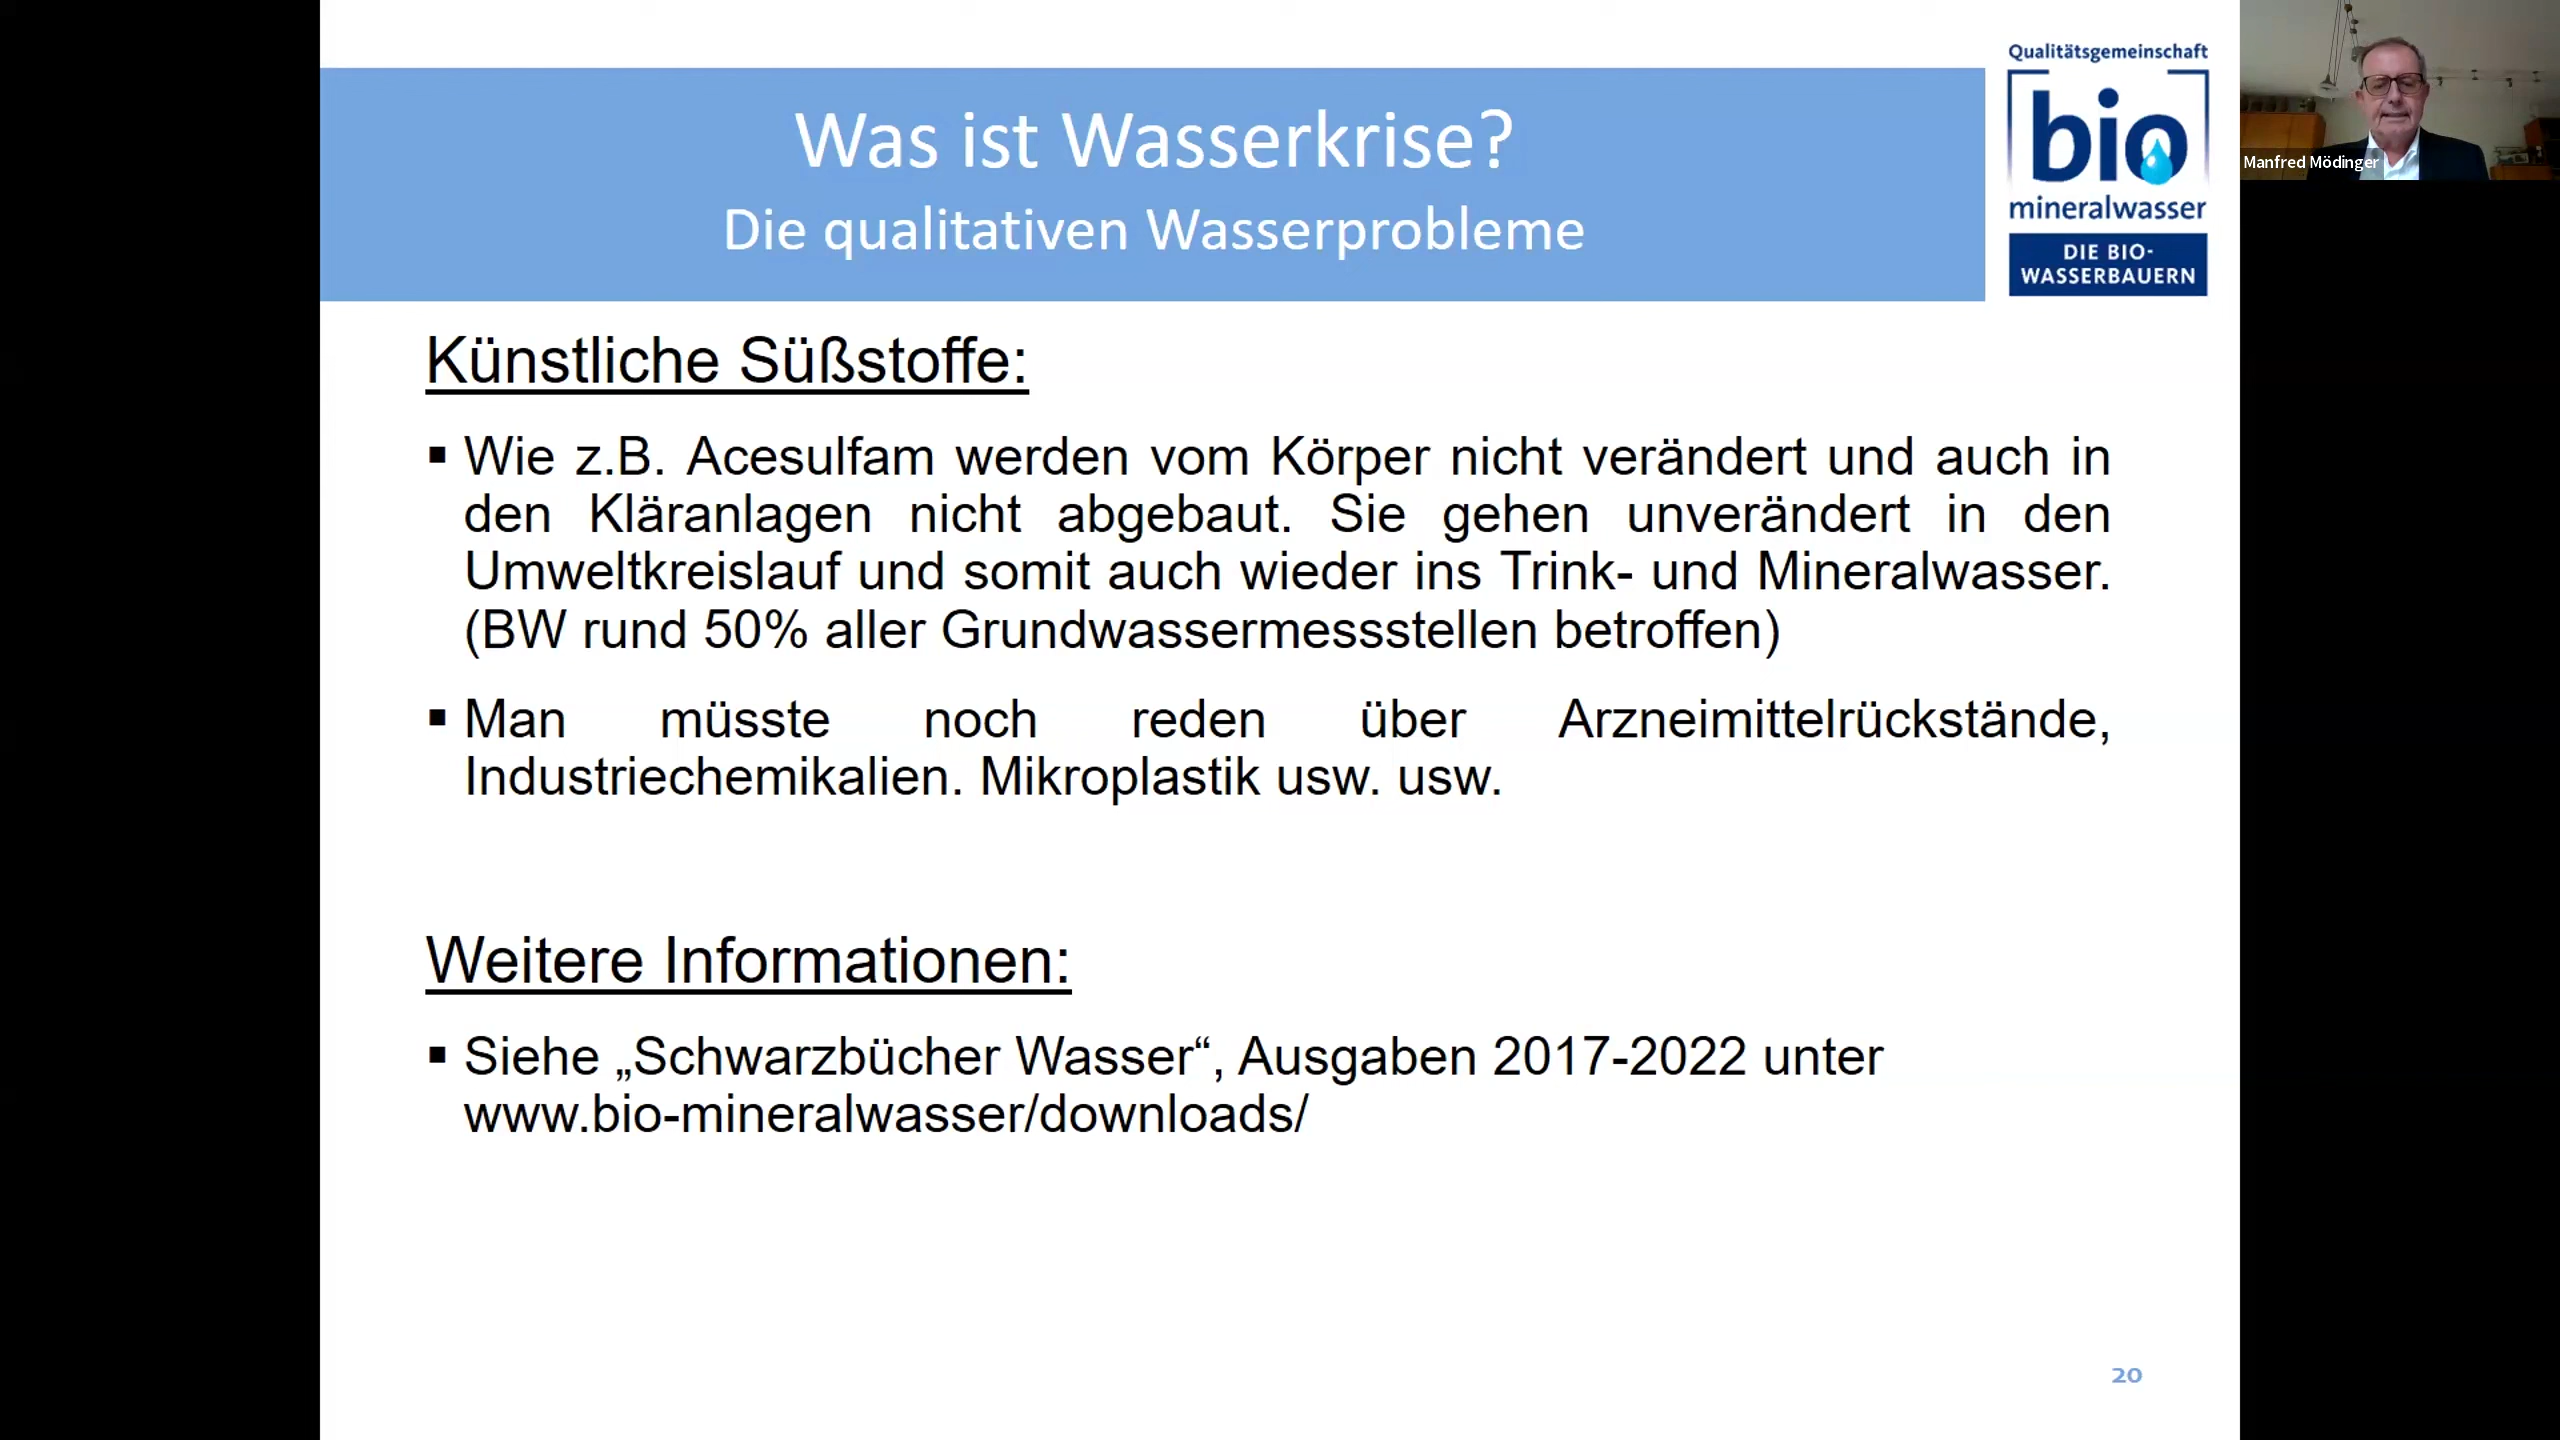 Was ist Wasserkrise?
Die qualitativen Wasserprobleme
Qualitätsgemeinschaft
bio
mineralwasser
DIE BIO-
WASSERBAUERN
Manfred Mödinger
Künstliche Süßstoffe:
▪ Wie z.B. Acesulfam werden vom Körper nicht verändert und auch in
den Kläranlagen nicht abgebaut. Sie gehen unverändert in den
Umweltkreislauf und somit auch wieder ins Trink- und Mineralwasser.
(BW rund 50% aller Grundwassermessstellen betroffen)
▪ Man müsste noch reden über Arzneimittelrückstände,
Industriechemikalien. Mikroplastik usw. usw.
Weitere Informationen:
▪ Siehe „Schwarzbücher Wasser“, Ausgaben 2017-2022 unter
www.bio-mineralwasser/downloads/
20